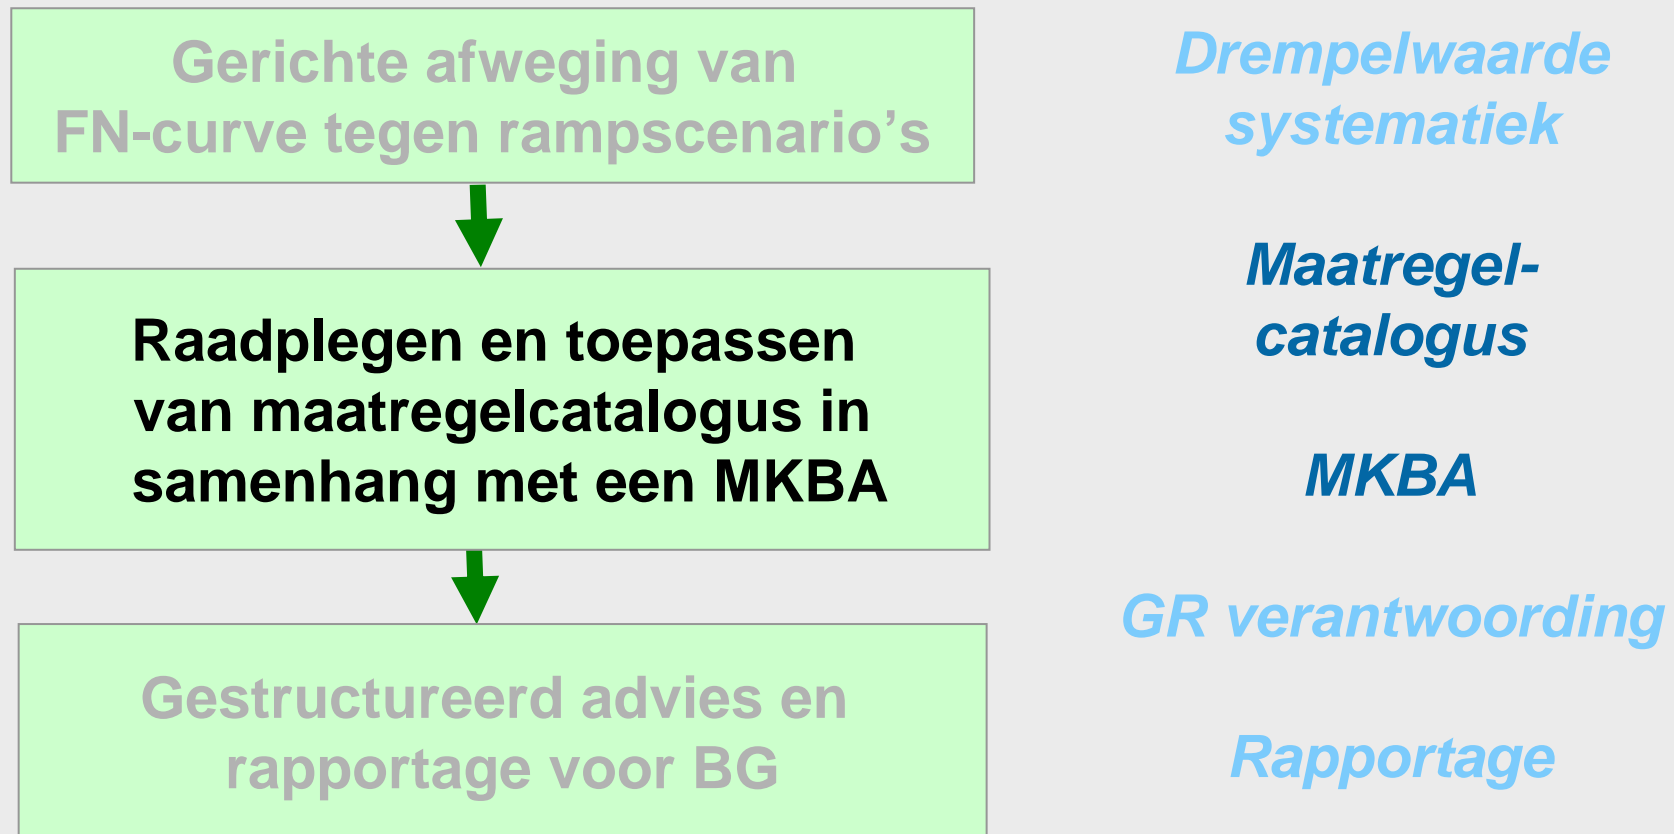 Gerichte afweging van
FN-curve tegen rampscenario’s
Drempelwaarde
systematiek
Raadplegen en toepassen
van maatregelcatalogus in
samenhang met een MKBA
Maatregel-
catalogus
MKBA
Gestructureerd advies en
rapportage voor BG
GR verantwoording
Rapportage